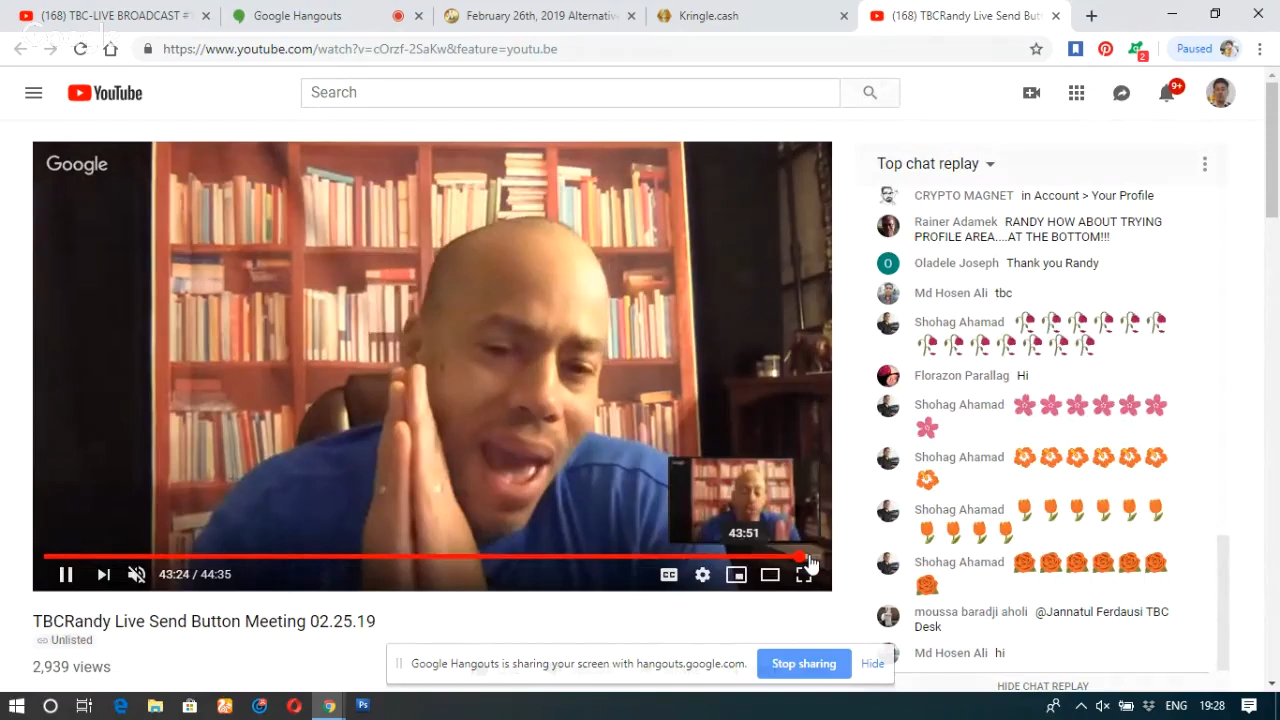 (168) TBC-LIVE BROADCAST #
Google Hangouts
February 26th, 2019 Alternativ
Kringle.cash
(168) TBCRandy Live Send But
https://www.youtube.com/watch?v=cOrzf-2SaKw&feature=youtu.be
2
Paused
YouTube
Search
9+
Google
Top chat replay
CRYPTO MAGNET in Account > Your Profile
Rainer Adamek RANDY HOW ABOUT TRYING
PROFILE AREA....AT THE BOTTOM!!!
O
Oladele Joseph Thank you Randy
Md Hosen Ali tbc
Shohag Ahamad
Florazon Parallag Hi
Shohag Ahamad
Shohag Ahamad
Shohag Ahamad
Shohag Ahamad
moussa baradji aholi @Jannatul Ferdausi TBC
Desk
Md Hosen Ali hi
HIDE CHAT REPLAY
43:51
43:24 / 44:35
CC
TBCRandy Live Send Button Meeting 02.25.19
Unlisted
2,939 views
Google Hangouts is sharing your screen with hangouts.google.com.
Stop sharing
Hide
ENG
19:28